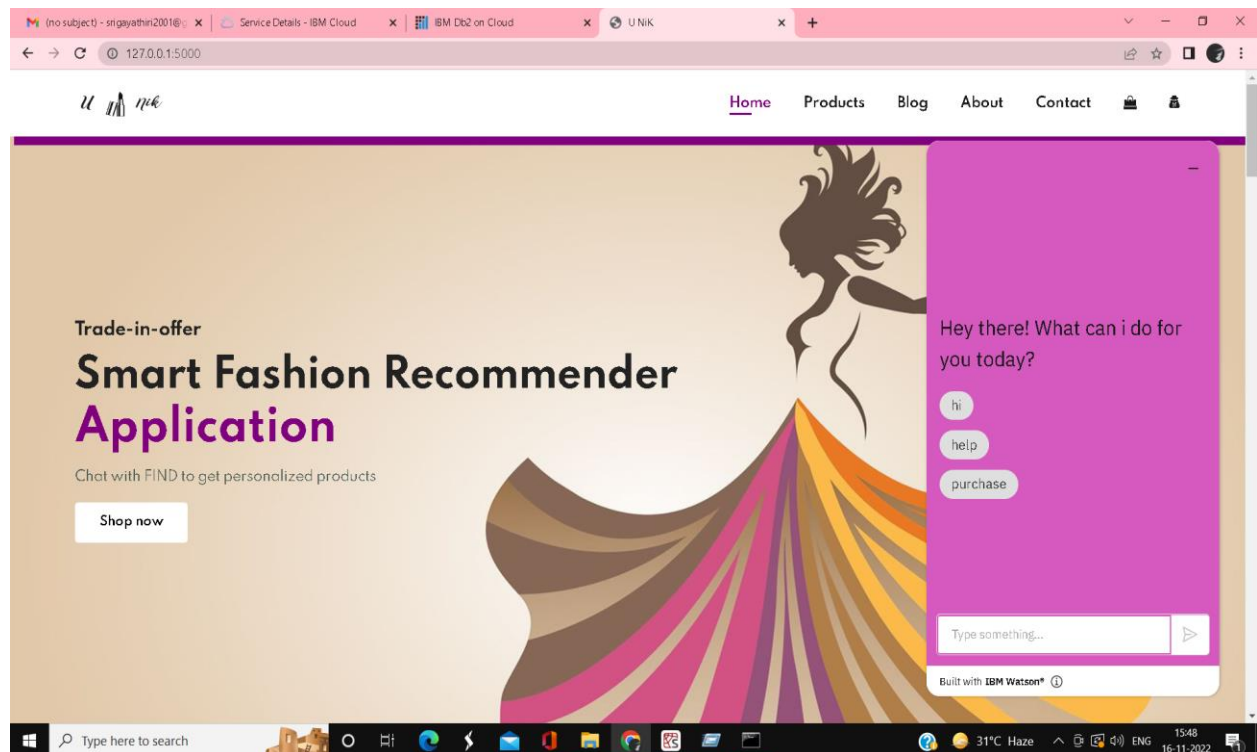 (no subject) - srigayathiri2001@g
Service Details - IBM Cloud
IBM Db2 on Cloud
U NiK
127.0.0.1:5000
U nik
Home Products Blog About Contact
Trade-in-offer
Smart Fashion Recommender
Application
Chat with FIND to get personalized products
Shop now
Hey there! What can i do for
you today?
hi
help
purchase
Type something...
Built with IBM Watson®
Type here to search
31°C Haze
ENG
15:48
16-11-2022